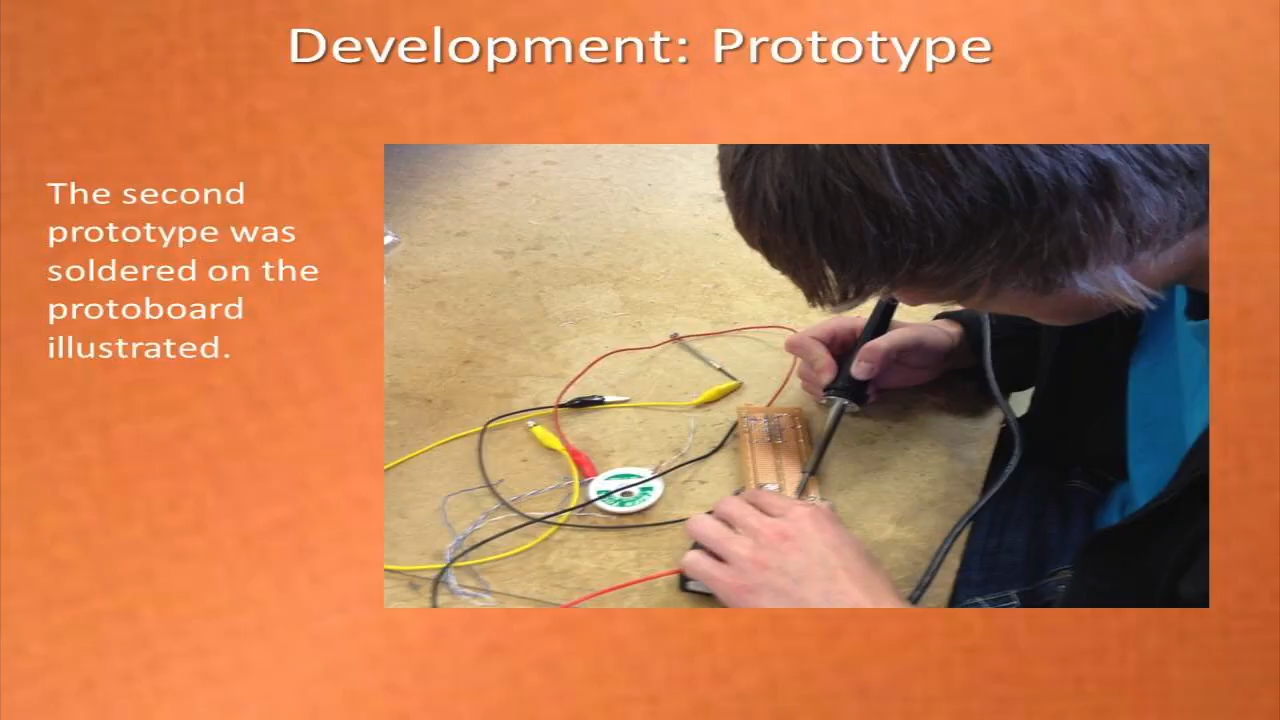 Development: Prototype
The second
prototype was
soldered on the
protoboard
illustrated.